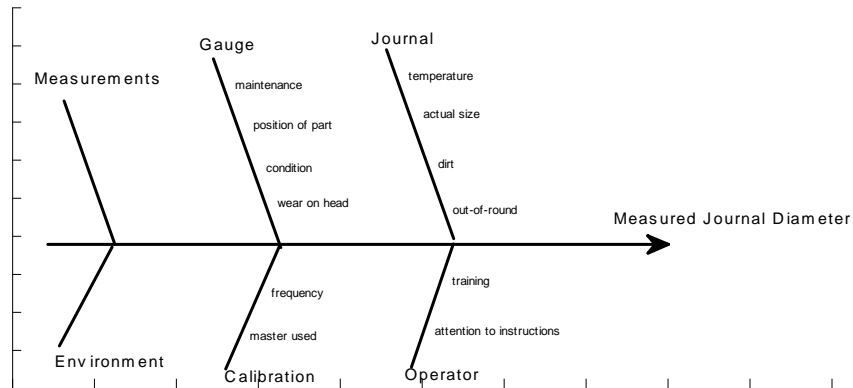 Gauge
Journal
Measurements
maintenance
temperature
position of part
actual size
condition
dirt
wear on head
out-of-round
Measured Journal Diameter
frequency
training
master used
attention to instructions
Environment
Calibration
Operator